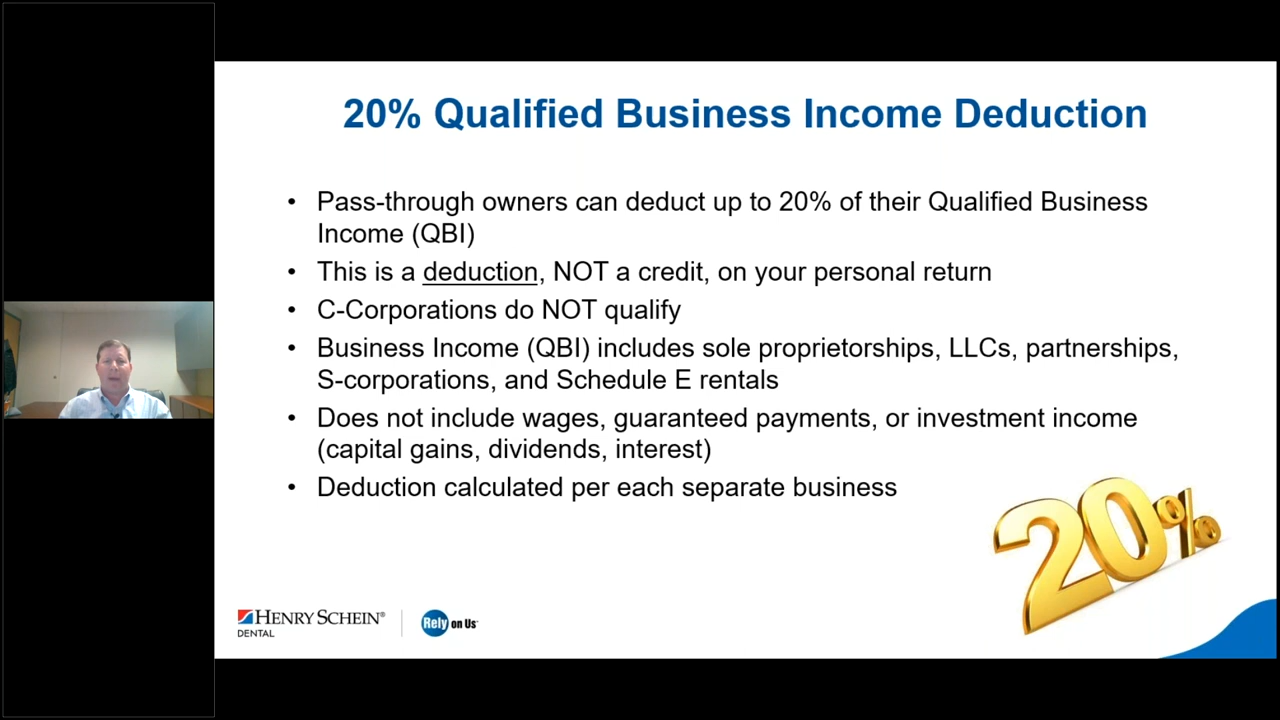 20% Qualified Business Income Deduction
• Pass-through owners can deduct up to 20% of their Qualified Business
Income (QBI)
• This is a deduction, NOT a credit, on your personal return
• C-Corporations do NOT qualify
• Business Income (QBI) includes sole proprietorships, LLCs, partnerships,
S-corporations, and Schedule E rentals
• Does not include wages, guaranteed payments, or investment income
(capital gains, dividends, interest)
• Deduction calculated per each separate business
20%
HENRY SCHEIN®
DENTAL
Rely on Us™